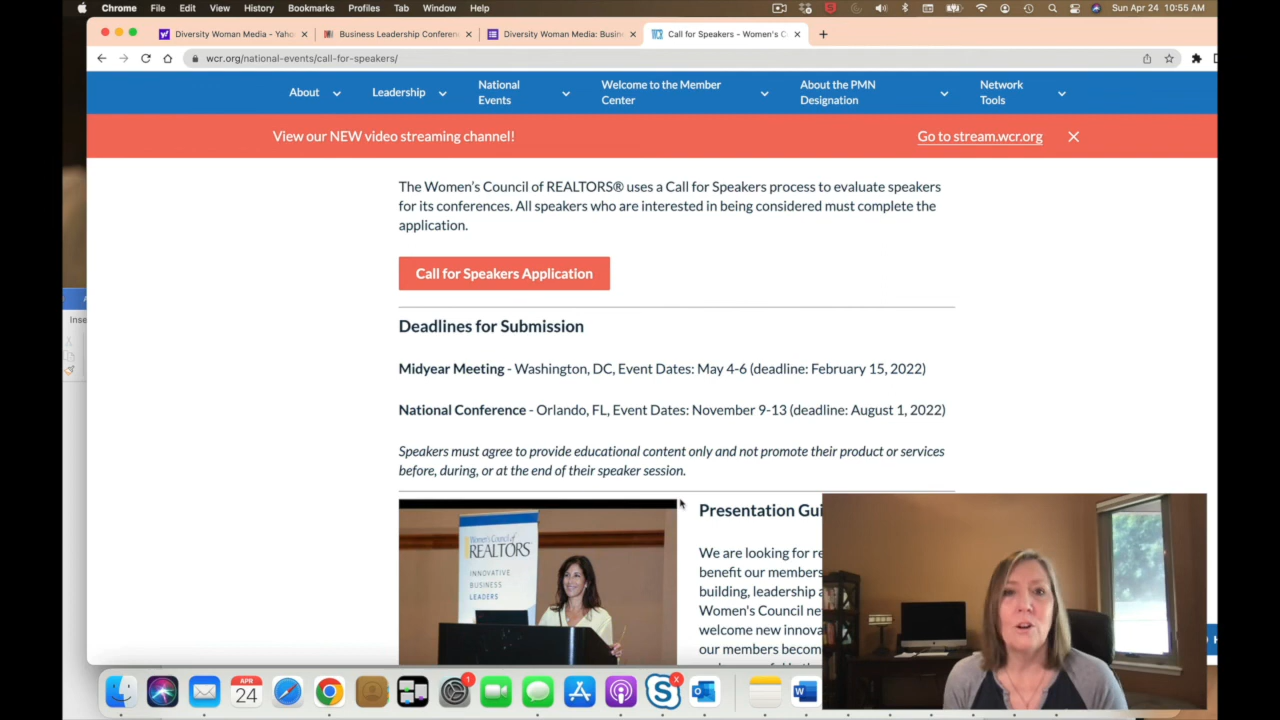 Chrome File Edit View History Bookmarks Profiles Tab Window Help Sun Apr 24 10:55 AM
Diversity Woman Media - Yaho Business Leadership Conferen Diversity Woman Media: Busin Call for Speakers - Women's C
wcr.org/national-events/call-for-speakers/
About Leadership National Events Welcome to the Member Center About the PMN Designation Network Tools
View our NEW video streaming channel! Go to stream.wcr.org
The Women's Council of REALTORS® uses a Call for Speakers process to evaluate speakers
for its conferences. All speakers who are interested in being considered must complete the
application.
Call for Speakers Application
Inse
Deadlines for Submission
Midyear Meeting - Washington, DC, Event Dates: May 4-6 (deadline: February 15, 2022)
National Conference - Orlando, FL, Event Dates: November 9-13 (deadline: August 1, 2022)
Speakers must agree to provide educational content only and not promote their product or services
before, during, or at the end of their speaker session.
Women's Council of
REALTORS®
INNOVATIVE
BUSINESS
LEADERS
Presentation Gui
We are looking for re
benefit our members
building, leadership a
Women's Council ne
welcome new innova
our members becom
APR
24
1